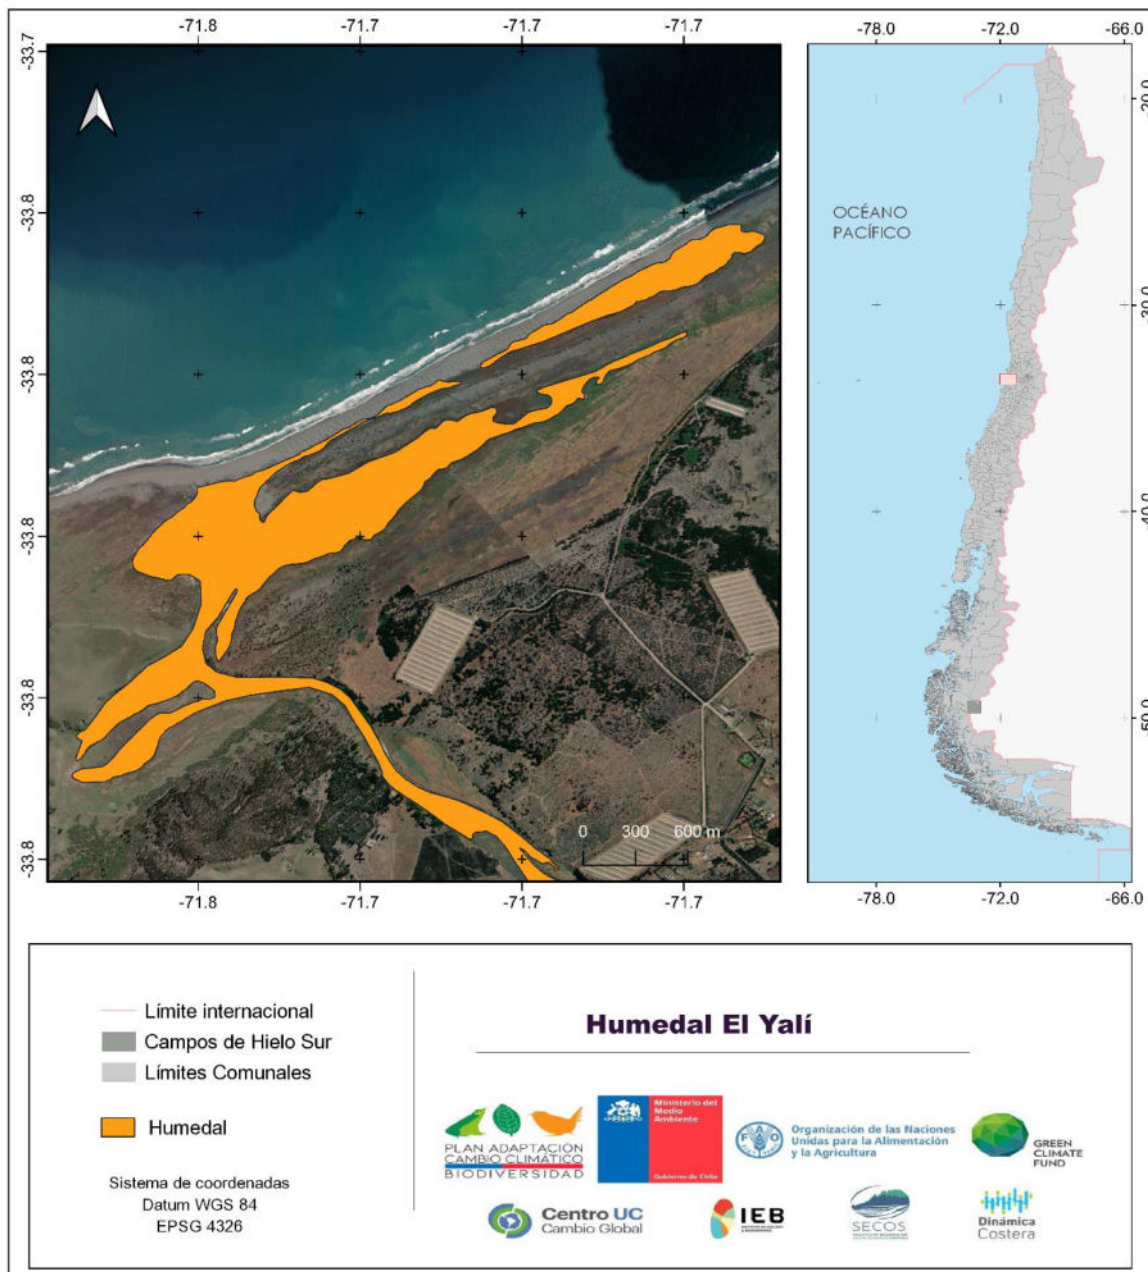 -71.8
-71.7
-71.7
-71.7
-78.0
-72.0
-66.0
-33.7
-33.8
-33.8
-33.8
-33.8
-33.8
OCÉANO
PACÍFICO
-30.0
-40.0
0
300
600 m
-71.8
-71.7
-71.7
-71.7
-78.0
-72.0
-66.0
Límite internacional
Campos de Hielo Sur
Límites Comunales
Humedal
Sistema de coordenadas
Datum WGS 84
EPSG 4326
Humedal El Yalí
PLAN ADAPTACIÓN
CAMBIO CLIMÁTICO
BIODIVERSIDAD
Ministerio del
Medio
Ambiente
Gobierno de Chile
FAO
Organización de las Naciones
Unidas para la Alimentación
y la Agricultura
GREEN
CLIMATE
FUND
Centro UC
Cambio Global
IEB
SECOS
Dinámica
Costera